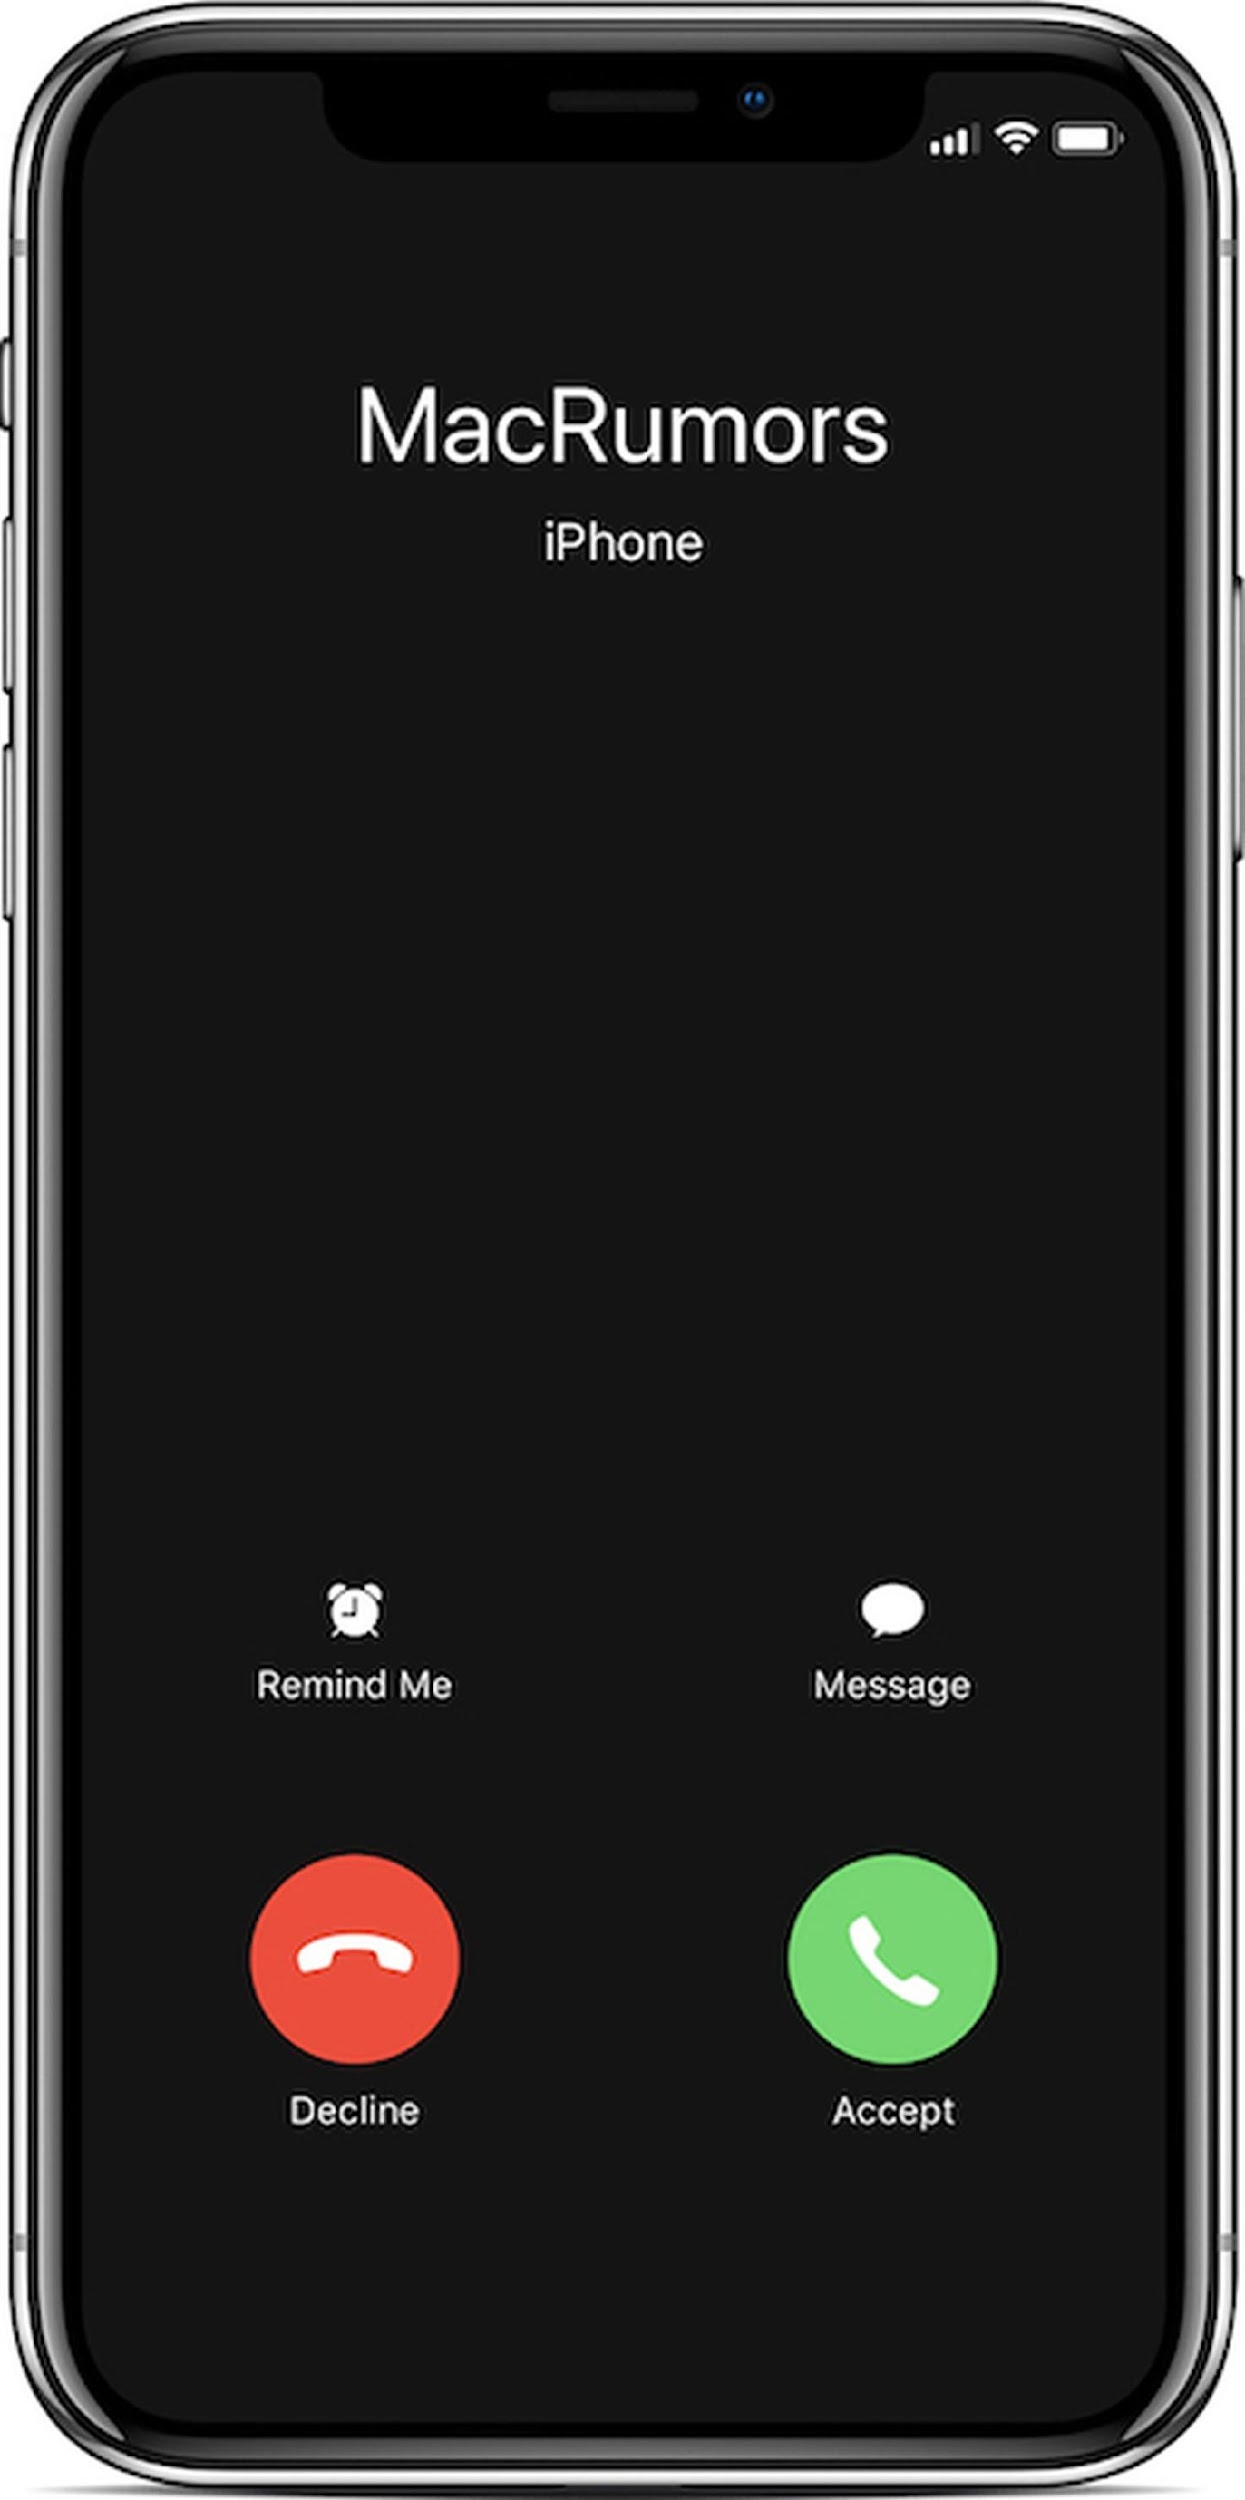 MacRumors
iPhone
Remind Me
Message
Decline
Accept